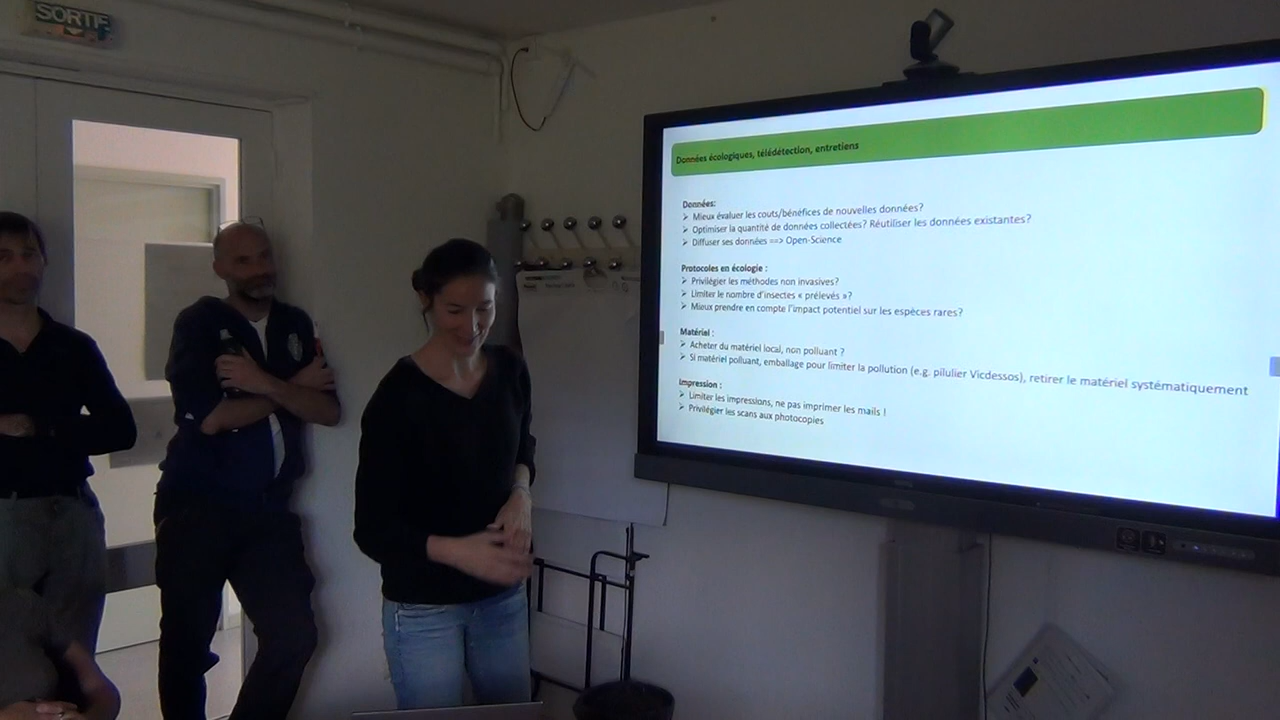 SORTIE
Données écologiques, télédétection, entretiens
Données:
➢ Mieux évaluer les couts/bénéfices de nouvelles données?
➢ Optimiser la quantité de données collectées? Réutiliser les données existantes?
➢ Diffuser ses données ==> Open-Science
Protocoles en écologie :
➢ Privilégier les méthodes non invasives?
➢ Limiter le nombre d'insectes « prélevés »?
➢ Mieux prendre en compte l'impact potentiel sur les espèces rares?
Matériel :
➢ Acheter du matériel local, non polluant ?
➢ Si matériel polluant, emballage pour limiter la pollution (e.g. pilulier Vicdessos), retirer le matériel systématiquement
Impression :
➢ Limiter les impressions, ne pas imprimer les mails !
➢ Privilégier les scans aux photocopies